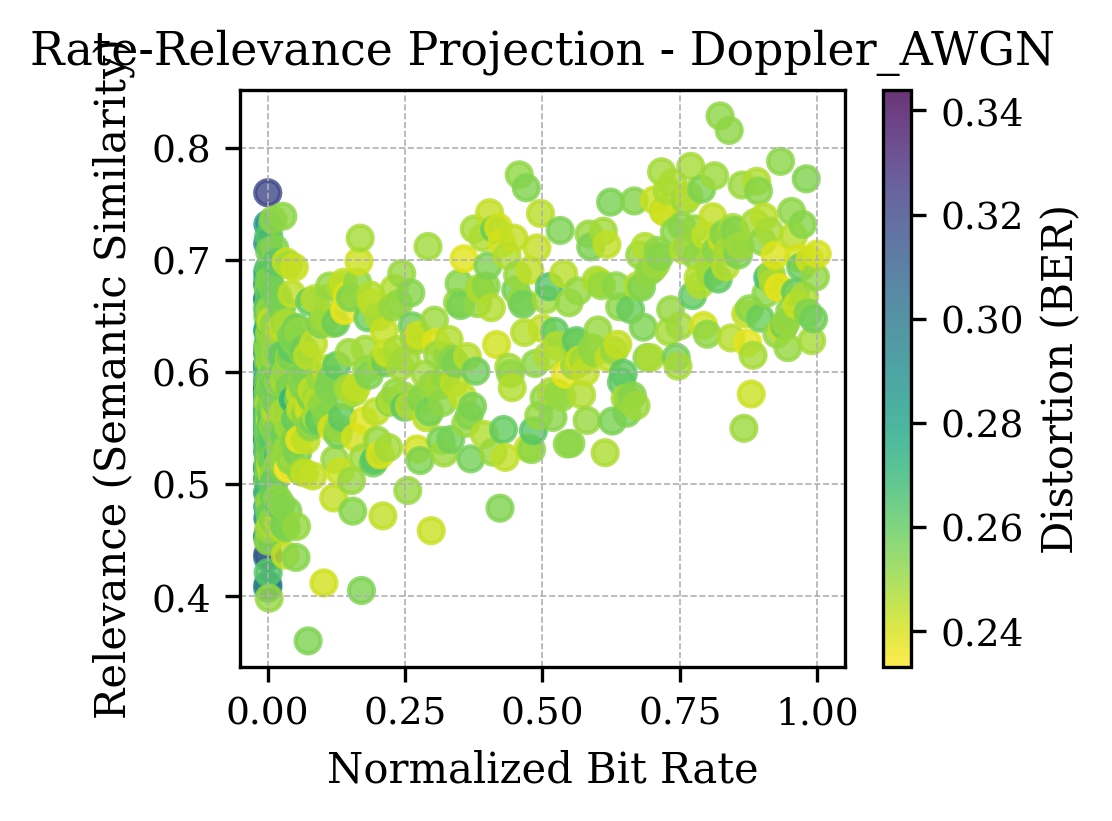 Rate-Relevance Projection - Doppler_AWGN
Relevance (Semantic Similarity)
0.8
0.7
0.6
0.5
0.4
0.00 0.25 0.50 0.75 1.00
Normalized Bit Rate
0.34
0.32
0.30
0.28
0.26
0.24
Distortion (BER)